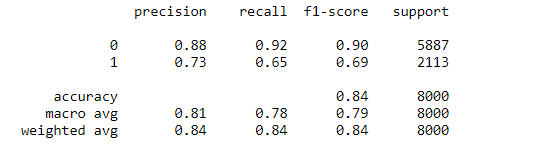 precision recall f1-score support
0 0.88 0.92 0.90 5887
1 0.73 0.65 0.69 2113
accuracy 0.84 8000
macro avg 0.81 0.78 0.79 8000
weighted avg 0.84 0.84 0.84 8000